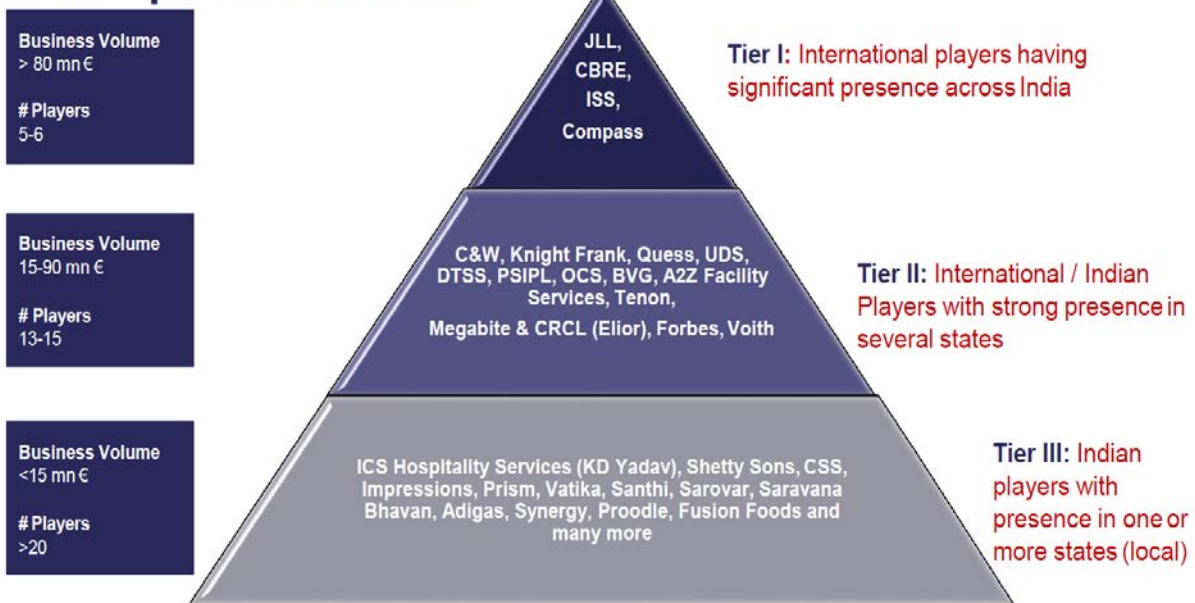 Business Volume
> 80 mn €
# Players
5-6
JLL,
CBRE,
ISS,
Compass
Tier I: International players having
significant presence across India
Business Volume
15-90 mn €
# Players
13-15
C&W, Knight Frank, Quess, UDS,
DTSS, PSIPL, OCS, BVG, A2Z Facility
Services, Tenon,
Megabite & CRCL (Elior), Forbes, Voith
Tier II: International / Indian
Players with strong presence in
several states
Business Volume
<15 mn €
# Players
>20
ICS Hospitality Services (KD Yadav), Shetty Sons, CSS,
Impressions, Prism, Vatika, Santhi, Sarovar, Saravana
Bhavan, Adigas, Synergy, Proodle, Fusion Foods and
many more
Tier III: Indian
players with
presence in one or
more states (local)